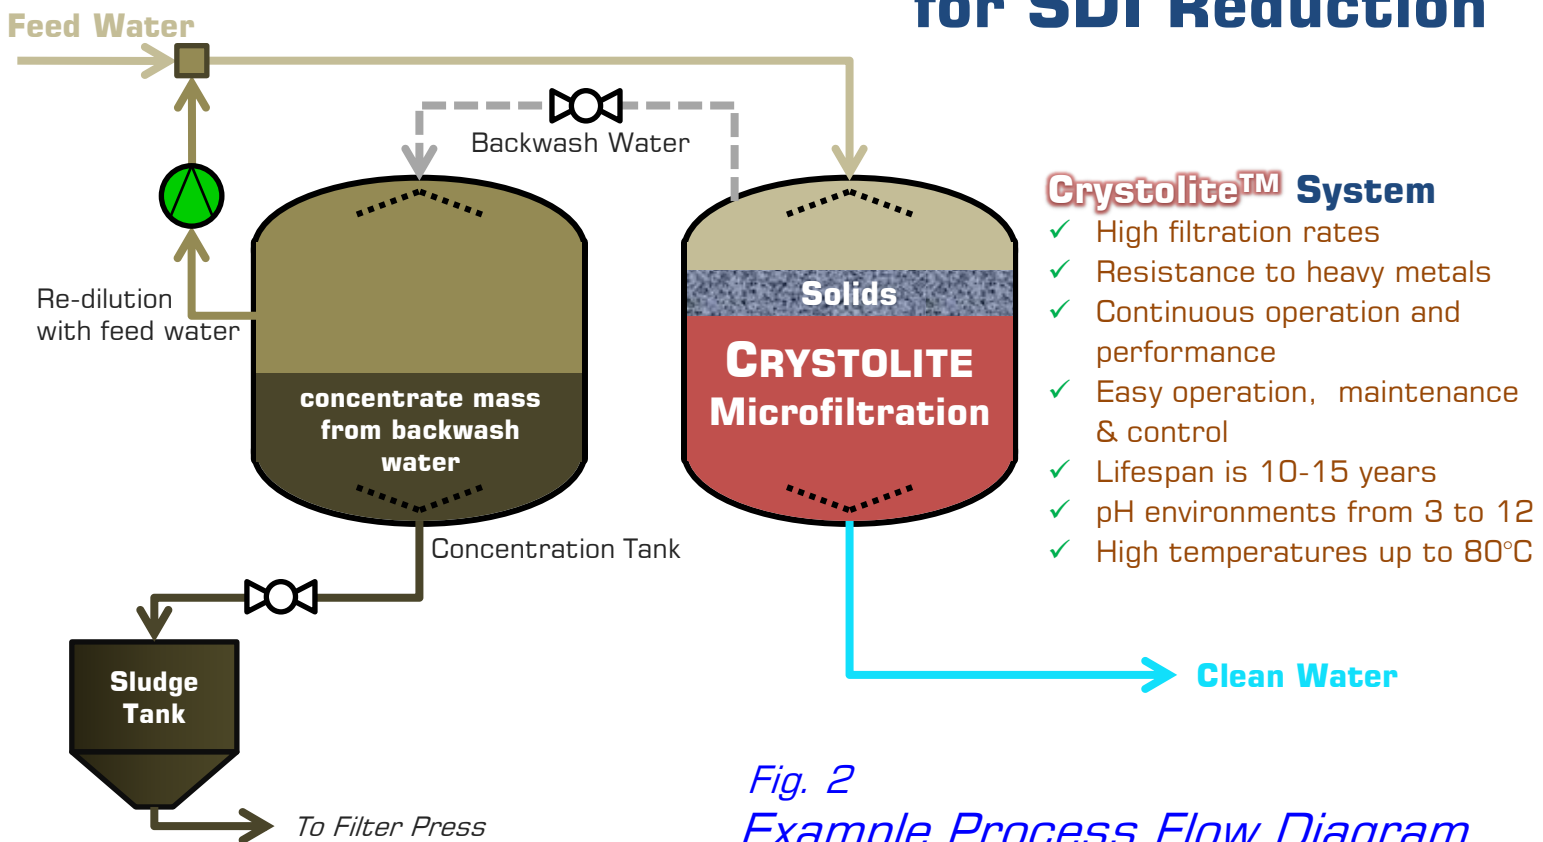 for SDI Reduction
Feed Water
Backwash Water
Crystolite™ System
✓ High filtration rates
✓ Resistance to heavy metals
✓ Continuous operation and
performance
✓ Easy operation, maintenance
& control
✓ Lifespan is 10-15 years
✓ pH environments from 3 to 12
✓ High temperatures up to 80°C
Re-dilution
with feed water
Solids
CRYSTOLITE
Microfiltration
concentrate mass
from backwash
water
Concentration Tank
Sludge
Tank
Clean Water
To Filter Press
Fig. 2
Example Process Flow Diagram